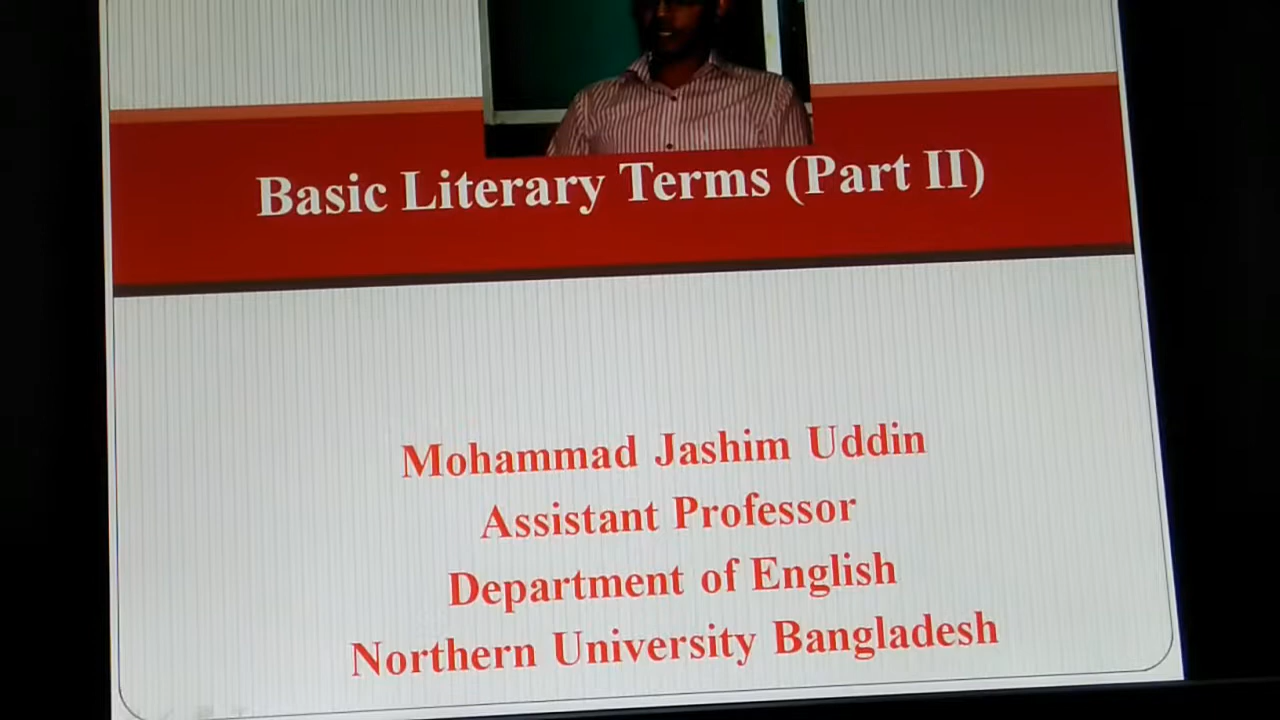 Basic Literary Terms (Part II)
Mohammad Jashim Uddin
Assistant Professor
Department of English
Northern University Bangladesh